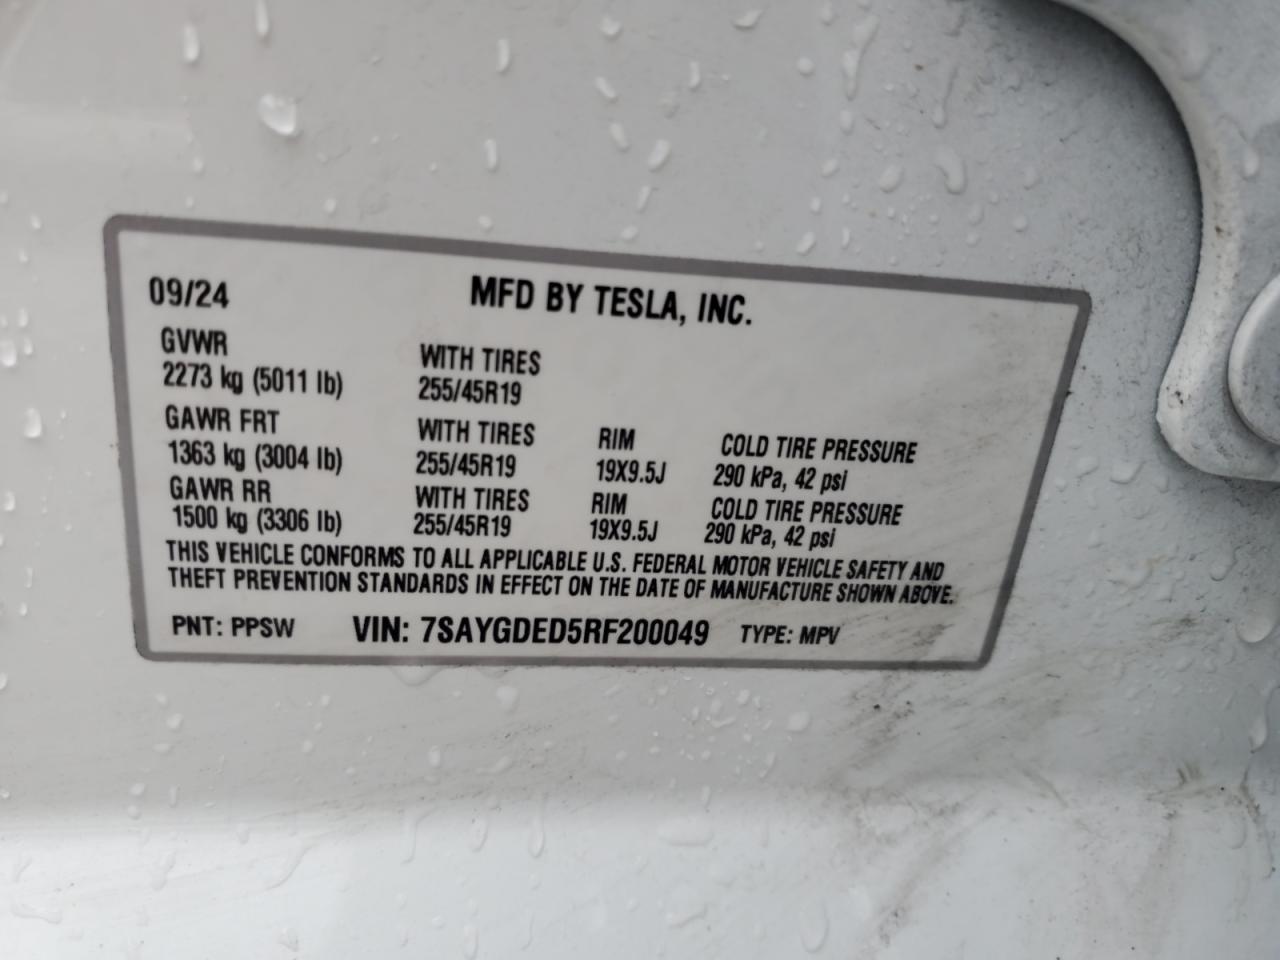 09/24 MFD BY TESLA, INC.
GVWR WITH TIRES
2273 kg (5011 lb) 255/45R19
GAWR FRT WITH TIRES RIM COLD TIRE PRESSURE
1363 kg (3004 lb) 255/45R19 19X9.5J 290 kPa, 42 psi
GAWR RR WITH TIRES RIM COLD TIRE PRESSURE
1500 kg (3306 lb) 255/45R19 19X9.5J 290 kPa, 42 psi
THIS VEHICLE CONFORMS TO ALL APPLICABLE U.S. FEDERAL MOTOR VEHICLE SAFETY AND
THEFT PREVENTION STANDARDS IN EFFECT ON THE DATE OF MANUFACTURE SHOWN ABOVE.
PNT: PPSW VIN: 7SAYGDED5RF200049 TYPE: MPV